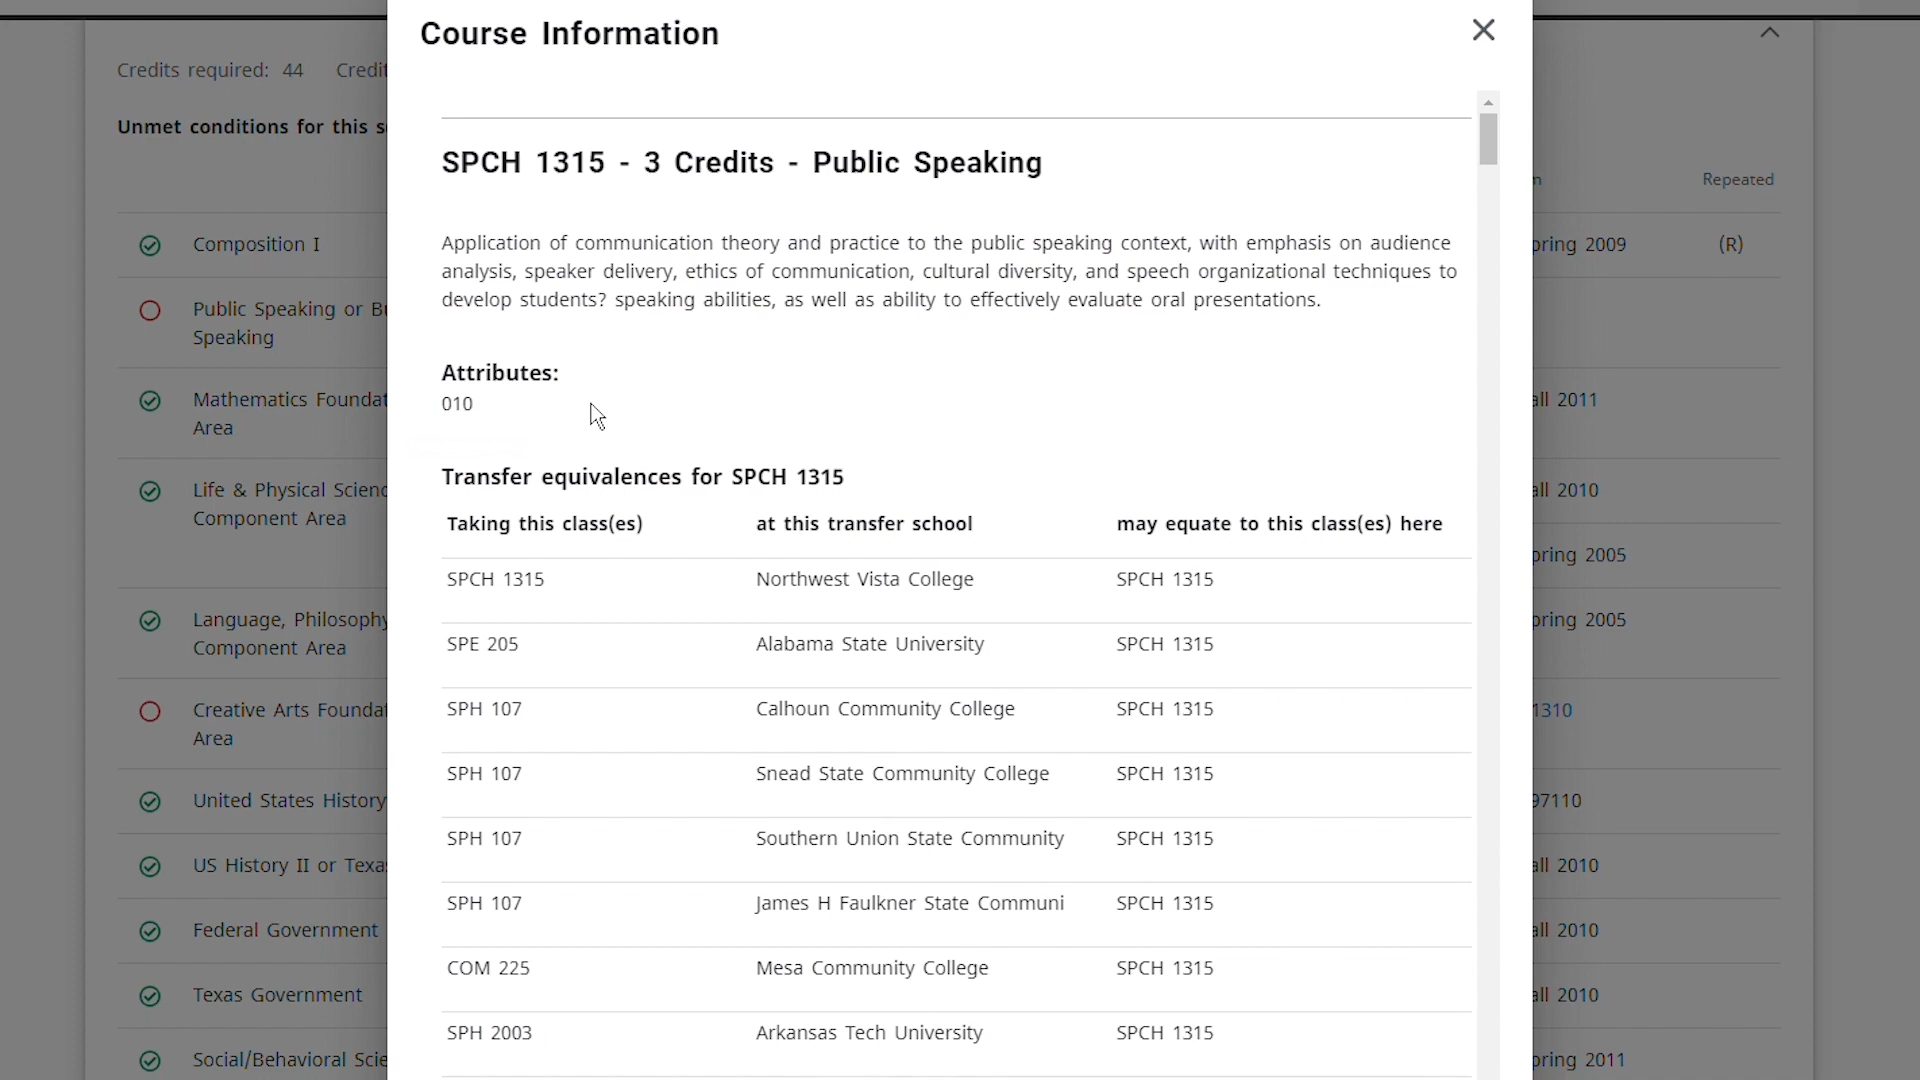 Course Information
Credits required: 44 Credit
Unmet conditions for this s
Repeated
Composition I
pring 2009 (R)
Public Speaking or Bu
Speaking
Mathematics Foundat
Area
all 2011
Life & Physical Scienc
Component Area
all 2010
pring 2005
Language, Philosophy
Component Area
pring 2005
Creative Arts Foundat
Area
1310
United States History
97110
US History II or Texa
all 2010
Federal Government
all 2010
Texas Government
all 2010
Social/Behavioral Scie
pring 2011
SPCH 1315 - 3 Credits - Public Speaking
Application of communication theory and practice to the public speaking context, with emphasis on audience
analysis, speaker delivery, ethics of communication, cultural diversity, and speech organizational techniques to
develop students? speaking abilities, as well as ability to effectively evaluate oral presentations.
Attributes:
010
Transfer equivalences for SPCH 1315
Taking this class(es) at this transfer school may equate to this class(es) here
SPCH 1315 Northwest Vista College SPCH 1315
SPE 205 Alabama State University SPCH 1315
SPH 107 Calhoun Community College SPCH 1315
SPH 107 Snead State Community College SPCH 1315
SPH 107 Southern Union State Community SPCH 1315
SPH 107 James H Faulkner State Communi SPCH 1315
COM 225 Mesa Community College SPCH 1315
SPH 2003 Arkansas Tech University SPCH 1315